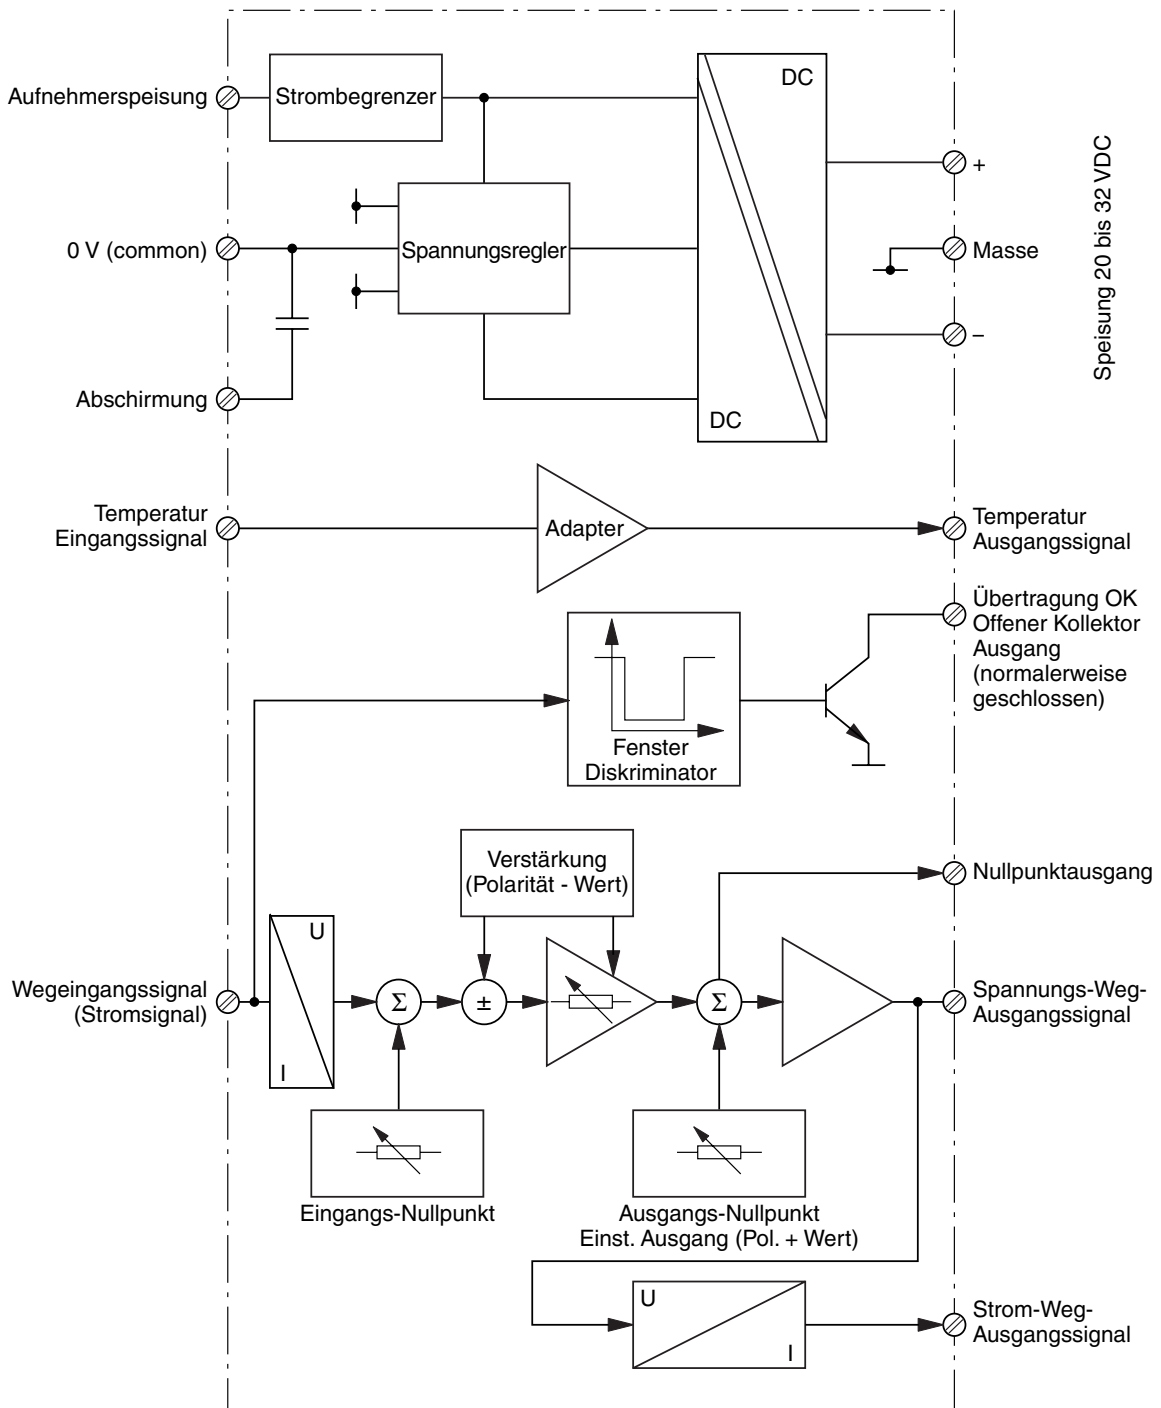 Aufnehmerspeisung
Strombegrenzer
DC
+
0 V (common)
Spannungsregler
Masse
–
Speisung 20 bis 32 VDC
Abschirmung
DC
Temperatur
Eingangssignal
Adapter
Temperatur
Ausgangssignal
Übertragung OK
Offener Kollektor
Ausgang
(normalerweise
geschlossen)
Fenster
Diskriminator
Verstärkung
(Polarität - Wert)
Nullpunktausgang
U
I
Wegeingangssignal
(Stromsignal)
Σ
±
Σ
Spannungs-Weg-
Ausgangssignal
Eingangs-Nullpunkt
Ausgangs-Nullpunkt
Einst. Ausgang (Pol. + Wert)
U
I
Strom-Weg-
Ausgangssignal